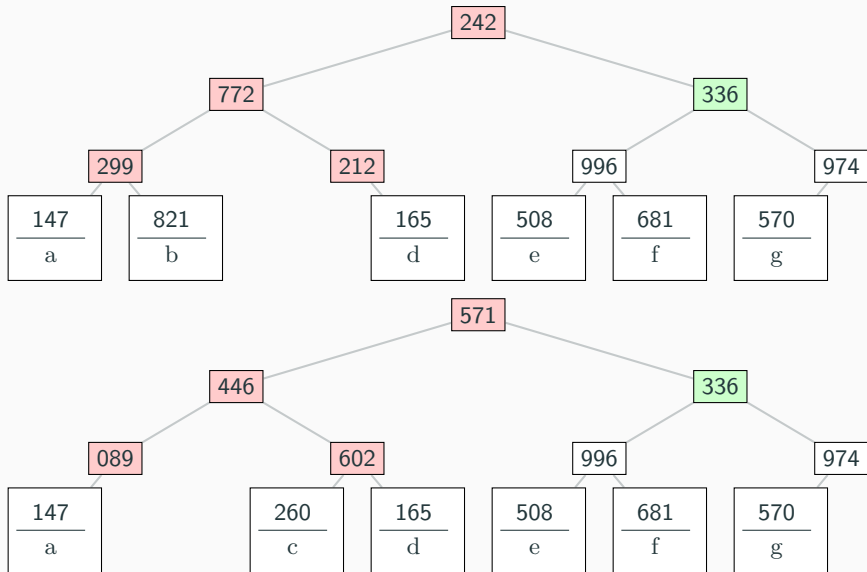 242
772 336
299 212 996 974
147 821 165 508 681 570
a b d e f g
571
446 336
089 602 996 974
147 260 165 508 681 570
a c d e f g